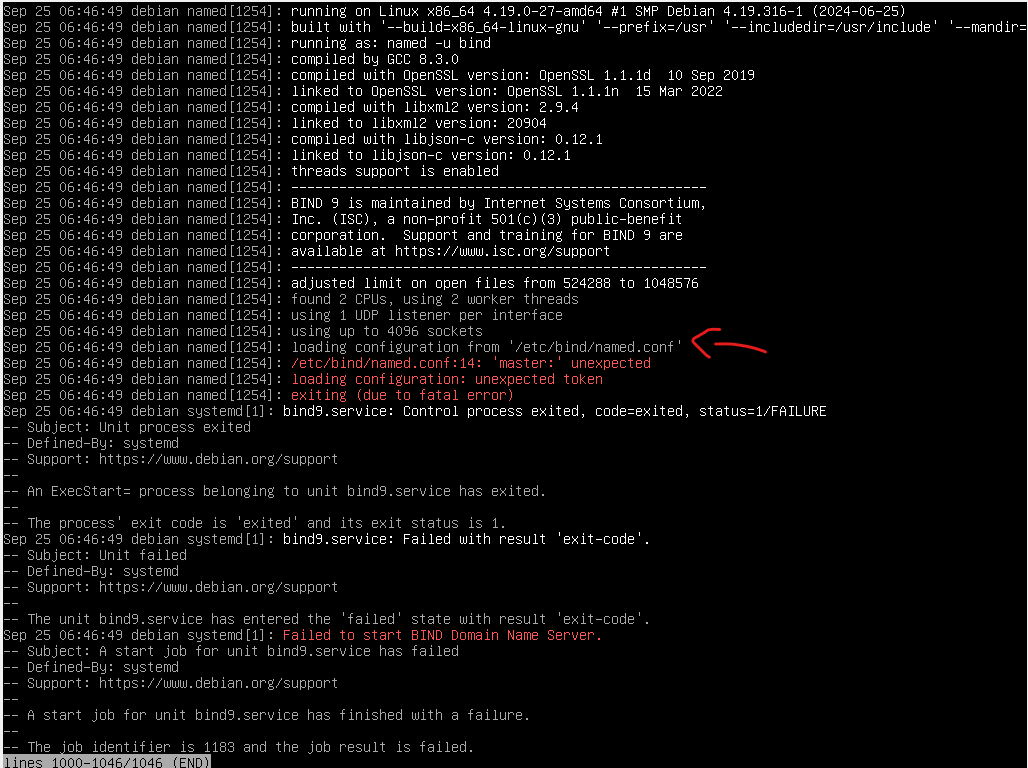 Sep 25 06:46:49 debian named[1254]: running on Linux x86_64 4.19.0-27-amd64 #1 SMP Debian 4.19.316-1 (2024-06-25)
Sep 25 06:46:49 debian named[1254]: built with '--build=x86_64-linux-gnu' '--prefix=/usr' '--includedir=/usr/include' '--mandir=
Sep 25 06:46:49 debian named[1254]: running as: named -u bind
Sep 25 06:46:49 debian named[1254]: compiled by GCC 8.3.0
Sep 25 06:46:49 debian named[1254]: compiled with OpenSSL version: OpenSSL 1.1.1d  10 Sep 2019
Sep 25 06:46:49 debian named[1254]: linked to OpenSSL version: OpenSSL 1.1.1n  15 Mar 2022
Sep 25 06:46:49 debian named[1254]: compiled with libxml2 version: 2.9.4
Sep 25 06:46:49 debian named[1254]: linked to libxml2 version: 20904
Sep 25 06:46:49 debian named[1254]: compiled with libjson-c version: 0.12.1
Sep 25 06:46:49 debian named[1254]: linked to libjson-c version: 0.12.1
Sep 25 06:46:49 debian named[1254]: threads support is enabled
Sep 25 06:46:49 debian named[1254]: ----------------------------------------------------
Sep 25 06:46:49 debian named[1254]: BIND 9 is maintained by Internet Systems Consortium,
Sep 25 06:46:49 debian named[1254]: Inc. (ISC), a non-profit 501(c)(3) public-benefit
Sep 25 06:46:49 debian named[1254]: corporation.  Support and training for BIND 9 are
Sep 25 06:46:49 debian named[1254]: available at https://www.isc.org/support
Sep 25 06:46:49 debian named[1254]: ----------------------------------------------------
Sep 25 06:46:49 debian named[1254]: adjusted limit on open files from 524288 to 1048576
Sep 25 06:46:49 debian named[1254]: found 2 CPUs, using 2 worker threads
Sep 25 06:46:49 debian named[1254]: using 1 UDP listener per interface
Sep 25 06:46:49 debian named[1254]: using up to 4096 sockets
Sep 25 06:46:49 debian named[1254]: loading configuration from '/etc/bind/named.conf'
Sep 25 06:46:49 debian named[1254]: /etc/bind/named.conf:14: 'master:' unexpected
Sep 25 06:46:49 debian named[1254]: loading configuration: unexpected token
Sep 25 06:46:49 debian named[1254]: exiting (due to fatal error)
Sep 25 06:46:49 debian systemd[1]: bind9.service: Control process exited, code=exited, status=1/FAILURE
-- Subject: Unit process exited
-- Defined-By: systemd
-- Support: https://www.debian.org/support
--
-- An ExecStart= process belonging to unit bind9.service has exited.
--
-- The process' exit code is 'exited' and its exit status is 1.
Sep 25 06:46:49 debian systemd[1]: bind9.service: Failed with result 'exit-code'.
-- Subject: Unit failed
-- Defined-By: systemd
-- Support: https://www.debian.org/support
--
-- The unit bind9.service has entered the 'failed' state with result 'exit-code'.
Sep 25 06:46:49 debian systemd[1]: Failed to start BIND Domain Name Server.
-- Subject: A start job for unit bind9.service has failed
-- Defined-By: systemd
-- Support: https://www.debian.org/support
--
-- A start job for unit bind9.service has finished with a failure.
--
-- The job identifier is 1183 and the job result is failed.
lines 1000-1046/1046 (END)